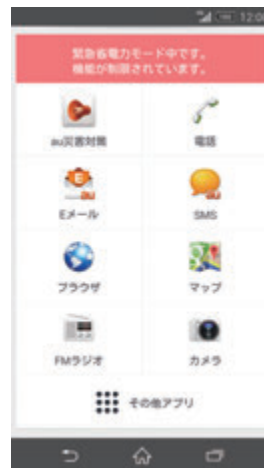 12:00
緊急省電力モード中です。
機能が制限されています。
au災害対策
電話
Eメール
SMS
ブラウザ
マップ
FMラジオ
カメラ
その他アプリ